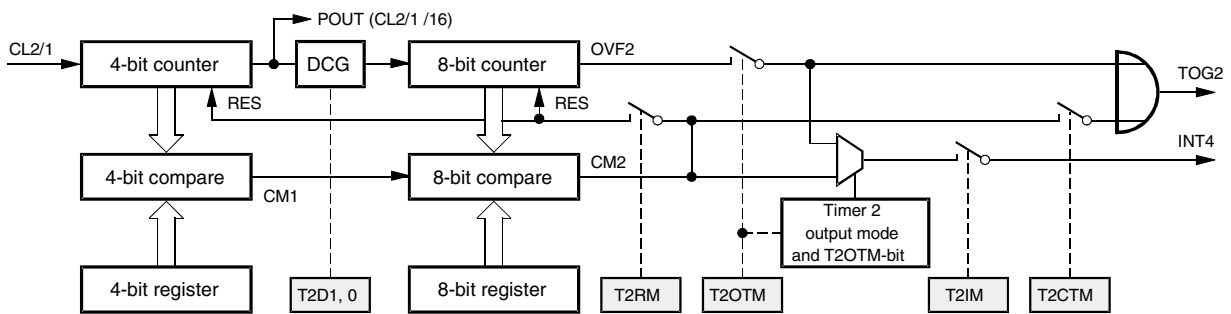 POUT (CL2/1 /16)
CL2/1
4-bit counter
DCG
8-bit counter
OVF2
TOG2
RES
RES
INT4
4-bit compare
CM1
8-bit compare
CM2
Timer 2
output mode
and T2OTM-bit
4-bit register
T2D1, 0
8-bit register
T2RM
T2OTM
T2IM
T2CTM